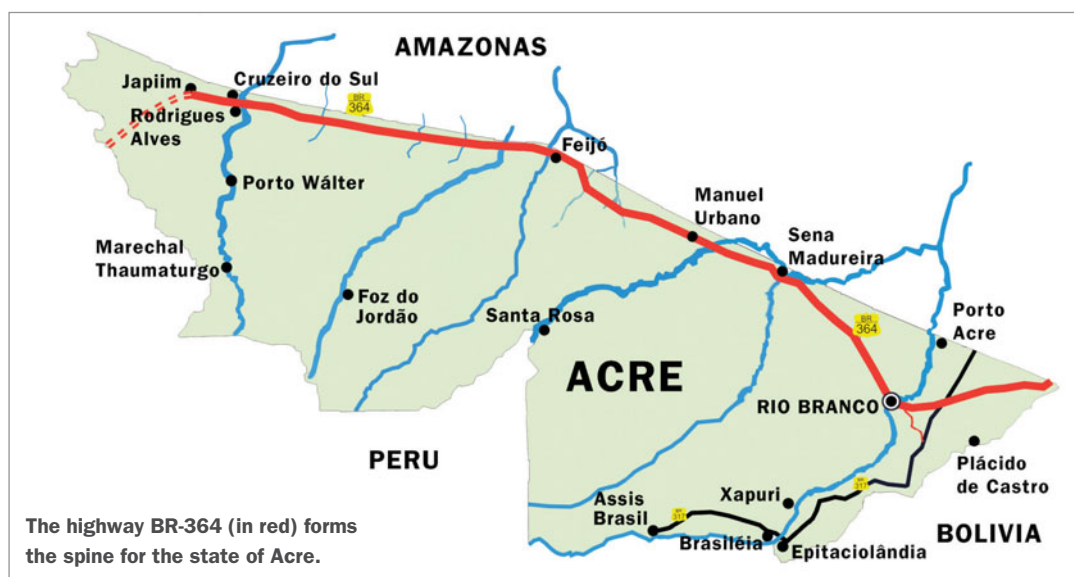 AMAZONAS
Japiim
Cruzeiro do Sul
BR
364
Rodrigues
Alves
Feijó
Porto Wálter
Manuel
Urbano
Marechal
Thaumaturgo
Sena
Madureira
Foz do
Jordão
Santa Rosa
Porto
Acre
BR
364
ACRE
RIO BRANCO
PERU
Plácido
de Castro
Assis
Brasil
317
Xapuri
317
BOLIVIA
Brasiléia
Epitaciolândia
The highway BR-364 (in red) forms
the spine for the state of Acre.